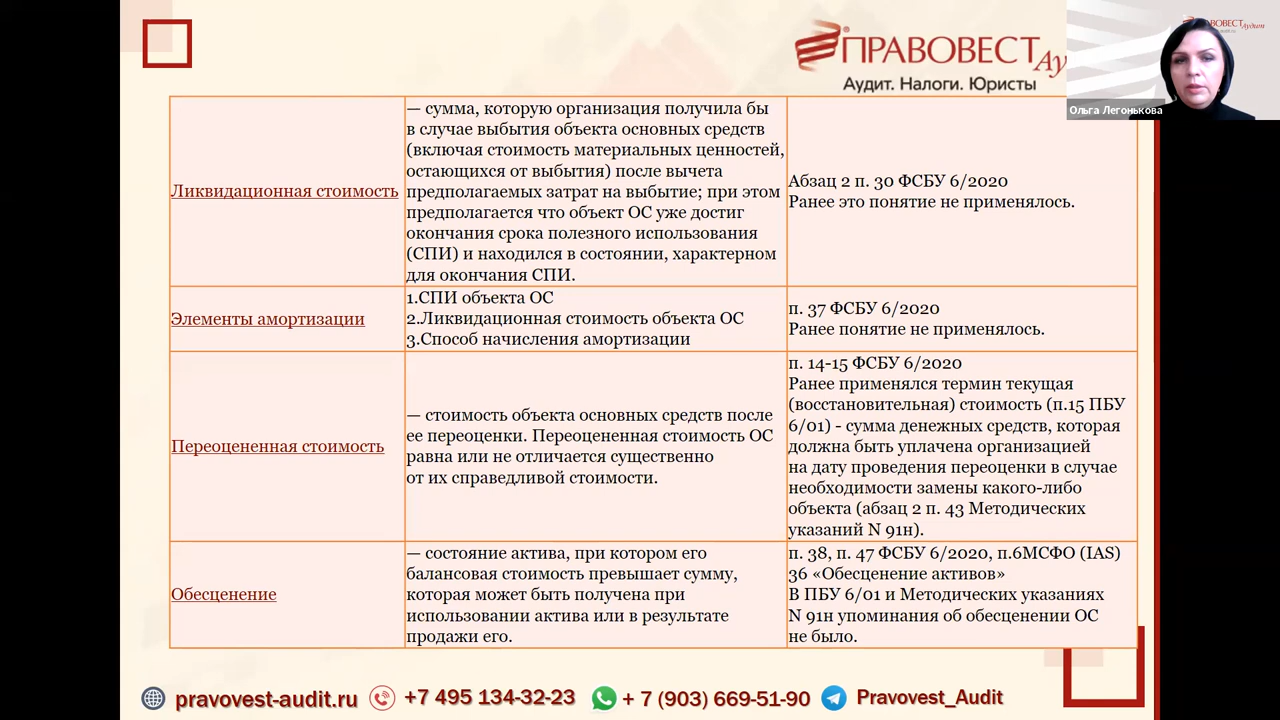 ПРАВОВЕСТ
Аудит. Налоги. Юристы
Ольга Легонькова
Ликвидационная стоимость
— сумма, которую организация получила бы
в случае выбытия объекта основных средств
(включая стоимость материальных ценностей,
остающихся от выбытия) после вычета
предполагаемых затрат на выбытие; при этом
предполагается что объект ОС уже достиг
окончания срока полезного использования
(СПИ) и находился в состоянии, характерном
для окончания СПИ.
Абзац 2 п. 30 ФСБУ 6/2020
Ранее это понятие не применялось.
Элементы амортизации
1.СПИ объекта ОС
2.Ликвидационная стоимость объекта ОС
3.Способ начисления амортизации
п. 37 ФСБУ 6/2020
Ранее понятие не применялось.
Переоцененная стоимость
— стоимость объекта основных средств после
ее переоценки. Переоцененная стоимость ОС
равна или не отличается существенно
от их справедливой стоимости.
п. 14-15 ФСБУ 6/2020
Ранее применялся термин текущая
(восстановительная) стоимость (п.15 ПБУ
6/01) - сумма денежных средств, которая
должна быть уплачена организацией
на дату проведения переоценки в случае
необходимости замены какого-либо
объекта (абзац 2 п. 43 Методических
указаний N 91н).
Обесценение
— состояние актива, при котором его
балансовая стоимость превышает сумму,
которая может быть получена при
использовании актива или в результате
продажи его.
п. 38, п. 47 ФСБУ 6/2020, п.6МСФО (IAS)
36 «Обесценение активов»
В ПБУ 6/01 и Методических указаниях
N 91н упоминания об обесценении ОС
не было.
pravovest-audit.ru
+7 495 134-32-23
+ 7 (903) 669-51-90
Pravovest_Audit